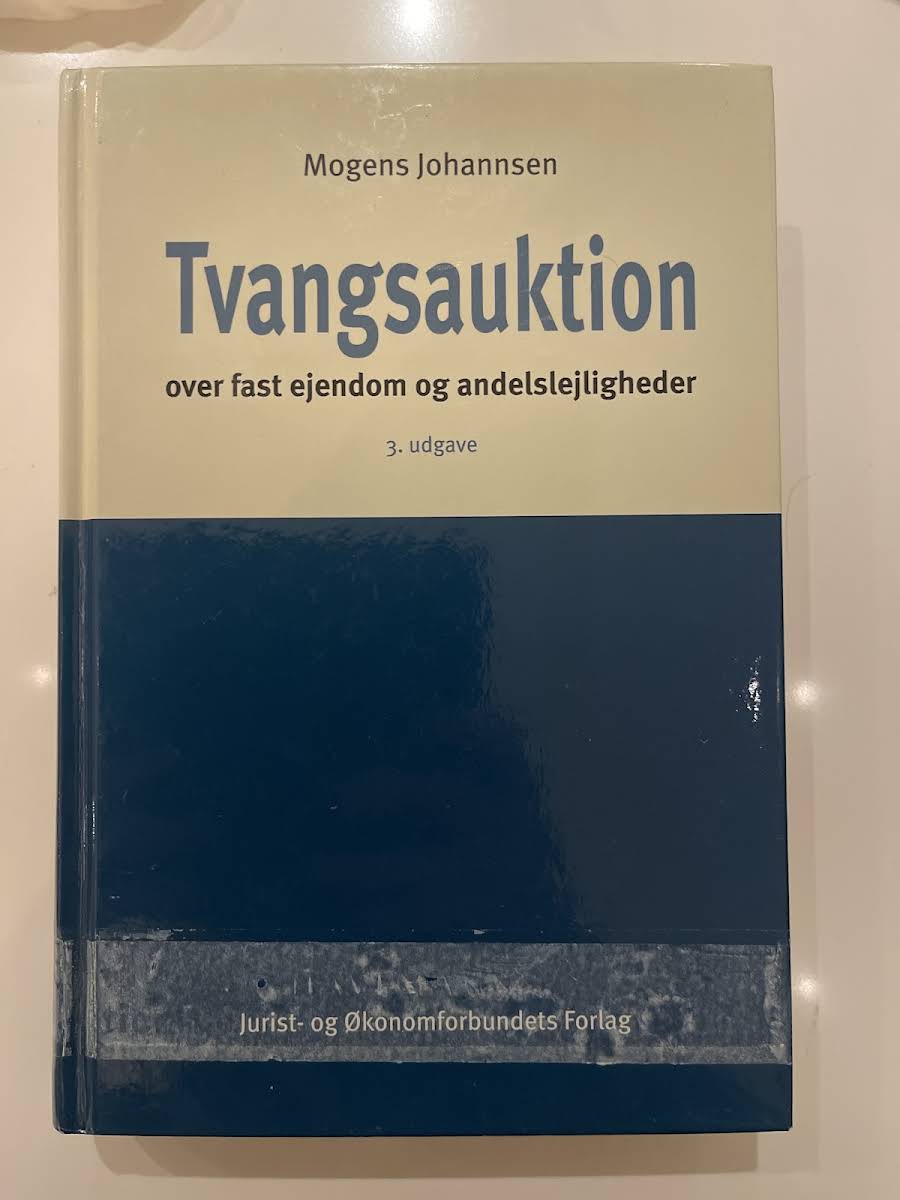 Mogens Johannsen
Tvangsauktion
over fast ejendom og andelslejligheder
3. udgave
Jurist- og Økonomforbundets Forlag